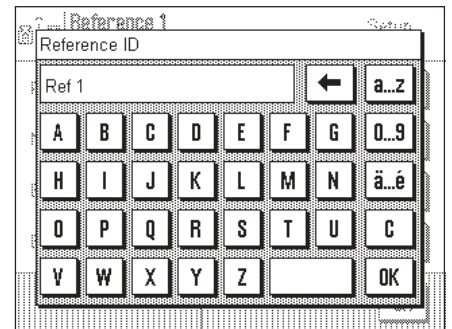 Reference 1 Setup
Reference ID
Ref 1 a...z
A B C D E F G 0...9
H I J K L M N ä...é
O P Q R S T U C
V W X Y Z OK